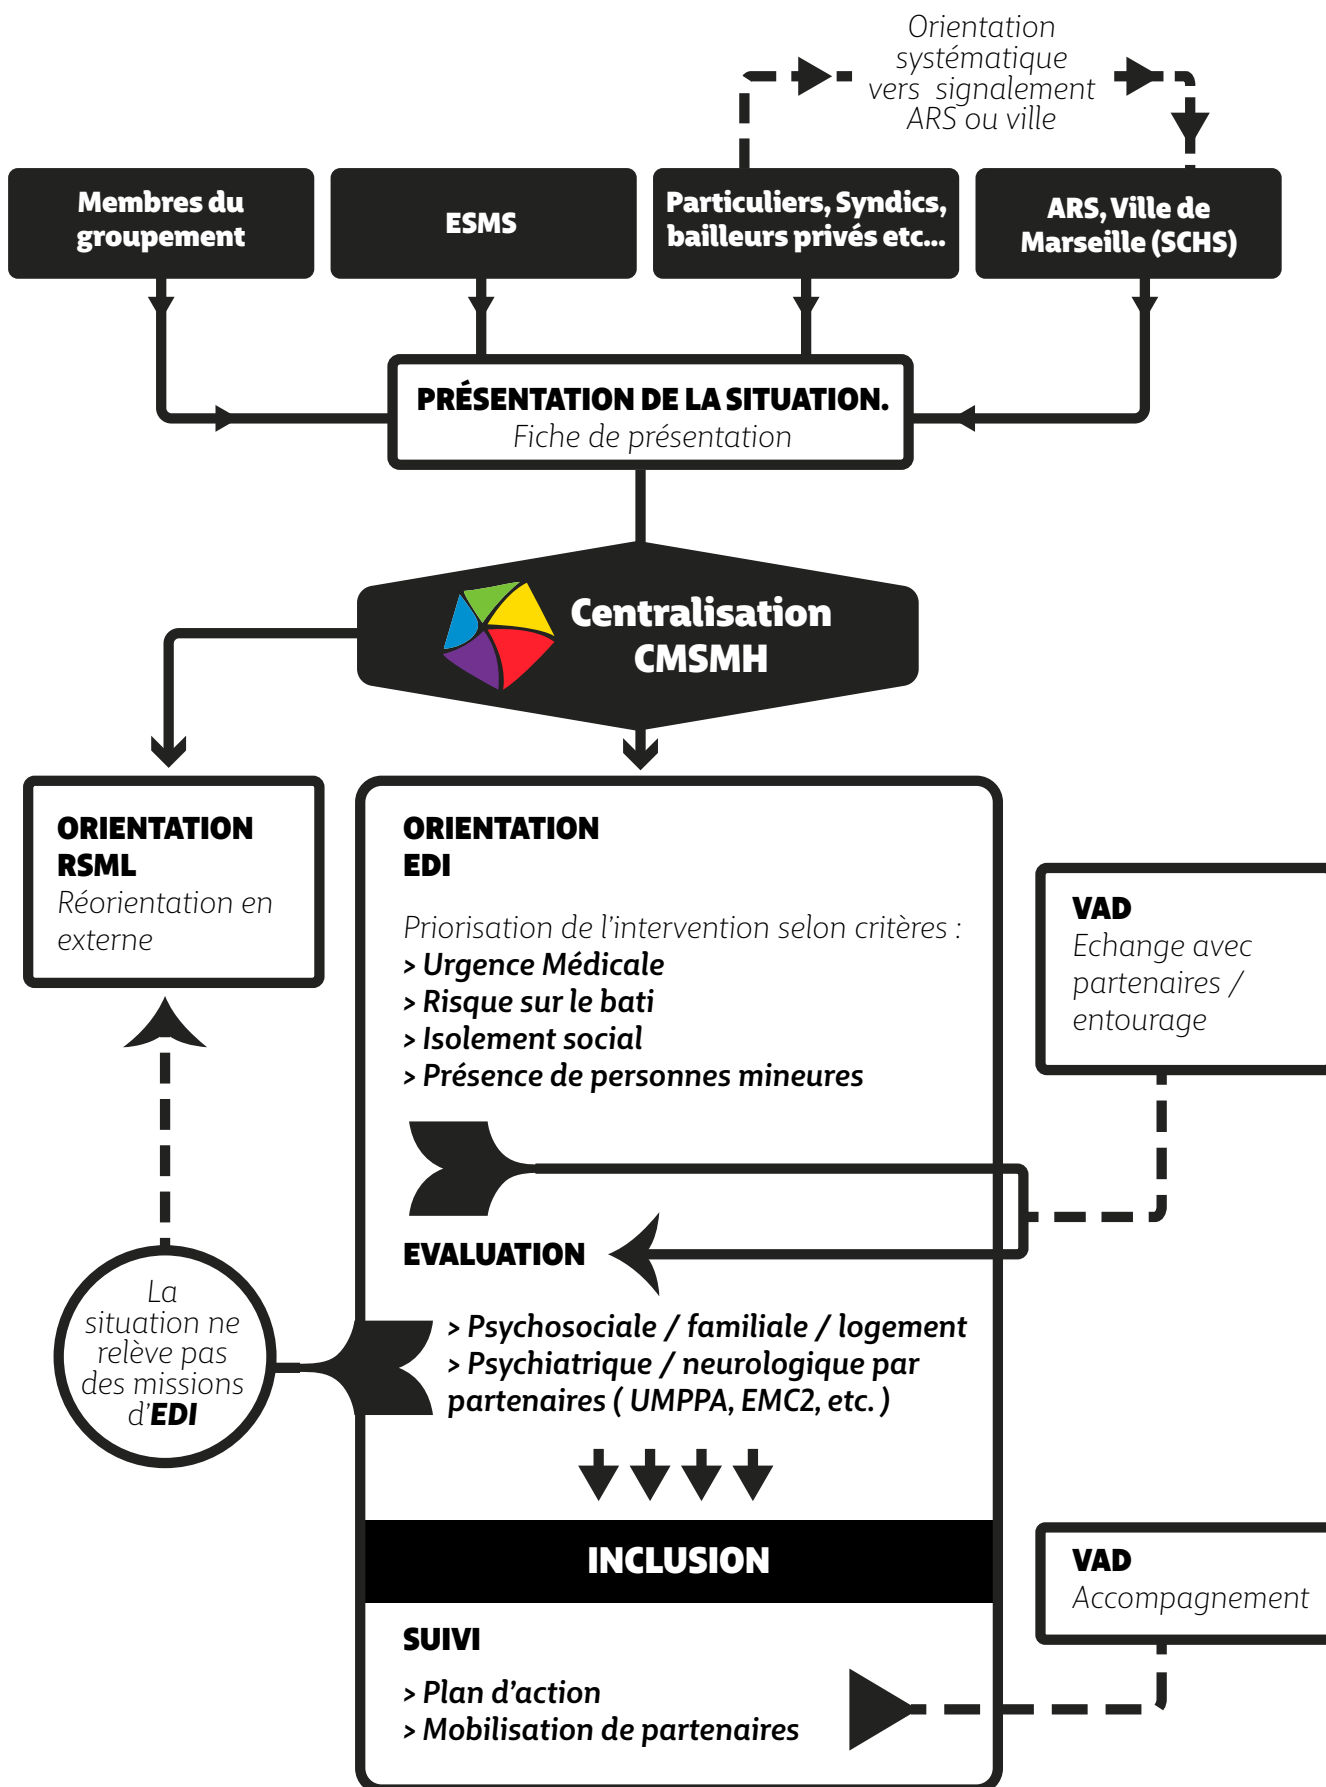 Orientation
systématique
vers signalement
ARS ou ville
Membres du
groupement
ESMS
Particuliers, Syndics,
bailleurs privés etc...
ARS, Ville de
Marseille (SCHS)
PRÉSENTATION DE LA SITUATION.
Fiche de présentation
Centralisation
CMSMH
ORIENTATION
RSML
Réorientation en
externe
ORIENTATION
EDI
Priorisation de l'intervention selon critères :
> Urgence Médicale
> Risque sur le bati
> Isolement social
> Présence de personnes mineures
VAD
Echange avec
partenaires /
entourage
EVALUATION
> Psychosociale / familiale / logement
> Psychiatrique / neurologique par
partenaires ( UMPPA, EMC2, etc. )
La
situation ne
relève pas
des missions
d'EDI
INCLUSION
SUIVI
> Plan d'action
> Mobilisation de partenaires
VAD
Accompagnement